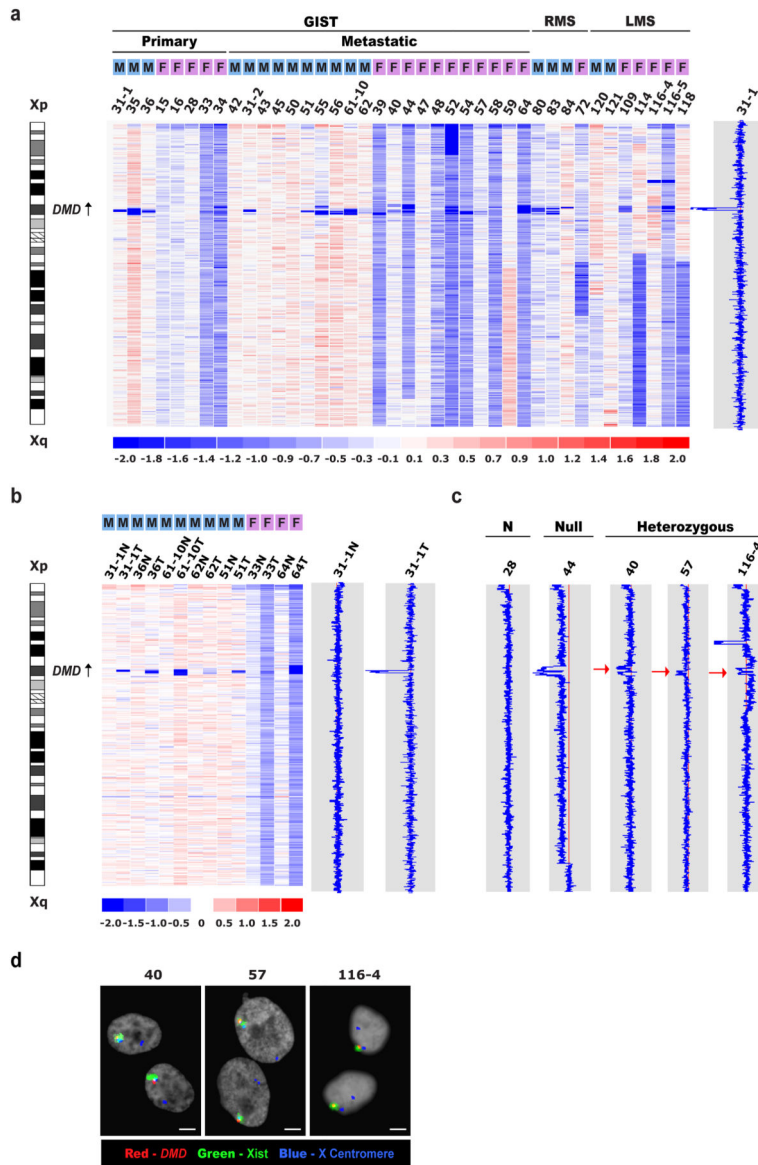 a
GIST RMS LMS
Primary Metastatic
M M M F F F F F M M M M M M M M M M F F F F F F F F F F M M M F M M F F F F F
31-1 35 36 15 16 28 33 34 42 31-2 43 45 50 51 55 56 61-10 62 39 40 44 47 48 52 54 57 58 59 64 80 83 84 72 120 121 109 114 116-4 116-5 118 31-1
Xp
DMD ↑
Xq
-2.0 -1.8 -1.6 -1.4 -1.2 -1.0 -0.9 -0.7 -0.5 -0.3 -0.1 0.1 0.3 0.5 0.7 0.9 1.0 1.2 1.4 1.6 1.8 2.0
b
M M M M M M M M M M F F F F
31-1N 31-1T 36N 36T 61-10N 61-10T 62N 62T 51N 51T 33N 33T 64N 64T 31-1N 31-1T
Xp
DMD ↑
Xq
-2.0 -1.5 -1.0 -0.5 0 0.5 1.0 1.5 2.0
c
N Null Heterozygous
28 44 40 57 116-4
d
40 57 116-4
Red - DMD Green - Xist Blue - X Centromere